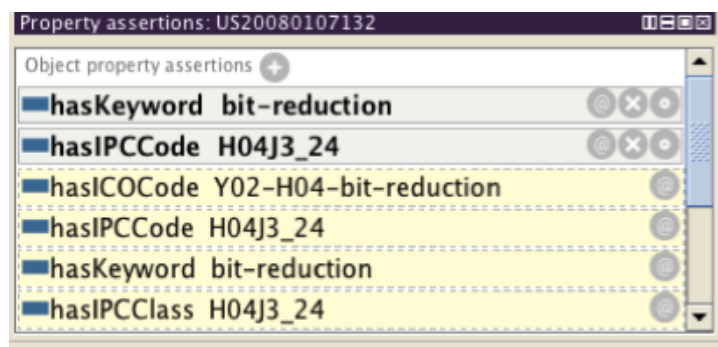 Property assertions: US20080107132
Object property assertions
hasKeyword bit-reduction
hasIPCCode H04J3_24
hasICOCode Y02-H04-bit-reduction
hasIPCCode H04J3_24
hasKeyword bit-reduction
hasIPCClass H04J3_24